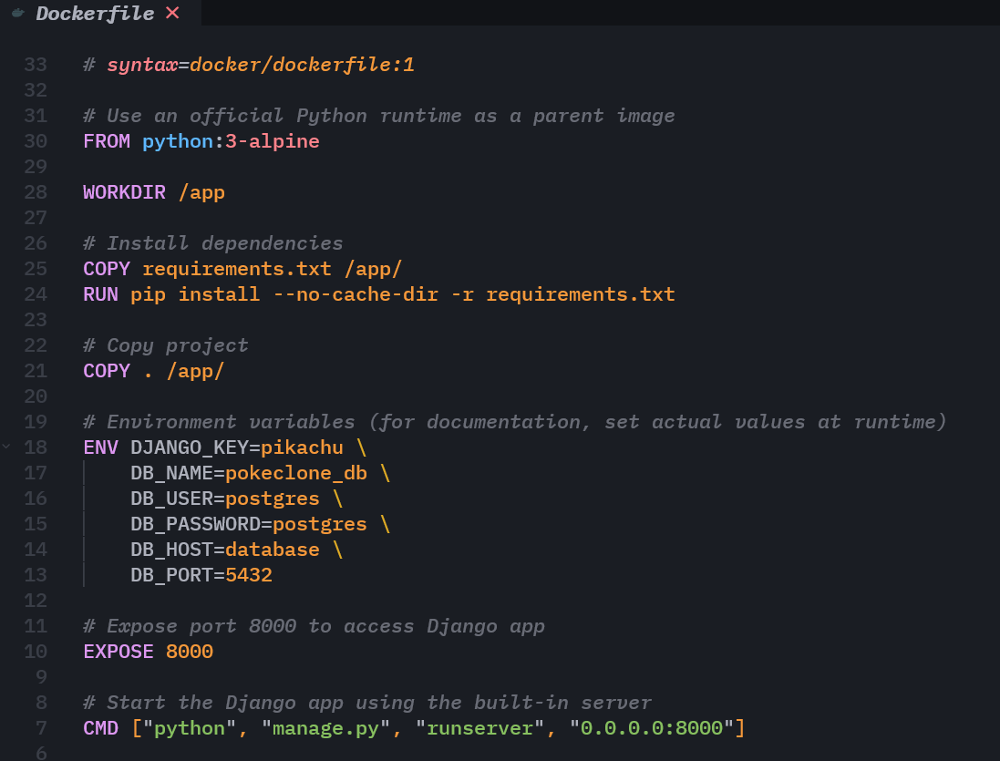 Dockerfile ✕
33 # syntax=docker/dockerfile:1
32
31 # Use an official Python runtime as a parent image
30 FROM python:3-alpine
29
28 WORKDIR /app
27
26 # Install dependencies
25 COPY requirements.txt /app/
24 RUN pip install --no-cache-dir -r requirements.txt
23
22 # Copy project
21 COPY . /app/
20
19 # Environment variables (for documentation, set actual values at runtime)
18 ENV DJANGO_KEY=pikachu \
17     DB_NAME=pokeclone_db \
16     DB_USER=postgres \
15     DB_PASSWORD=postgres \
14     DB_HOST=database \
13     DB_PORT=5432
12
11 # Expose port 8000 to access Django app
10 EXPOSE 8000
9
8 # Start the Django app using the built-in server
7 CMD ["python", "manage.py", "runserver", "0.0.0.0:8000"]
6